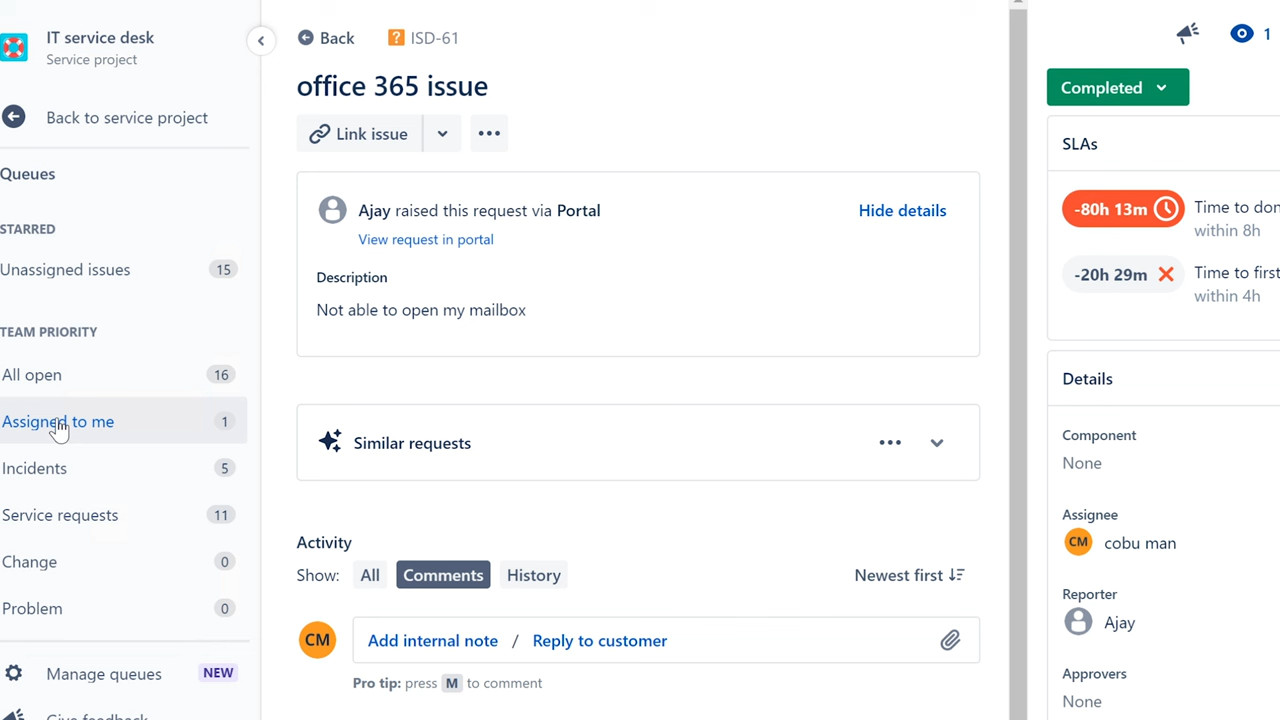 IT service desk
Service project
Back to service project
Queues
STARRED
Unassigned issues 15
TEAM PRIORITY
All open 16
Assigned to me 1
Incidents 5
Service requests 11
Change 0
Problem 0
Manage queues NEW
Give feedback
Back ISD-61
office 365 issue
Link issue
Ajay raised this request via Portal
Hide details
View request in portal
Description
Not able to open my mailbox
Similar requests
Activity
Show: All Comments History Newest first
CM Add internal note / Reply to customer
Pro tip: press M to comment
1
Completed
SLAs
-80h 13m Time to don
within 8h
-20h 29m Time to first
within 4h
Details
Component
None
Assignee
CM cobu man
Reporter
Ajay
Approvers
None